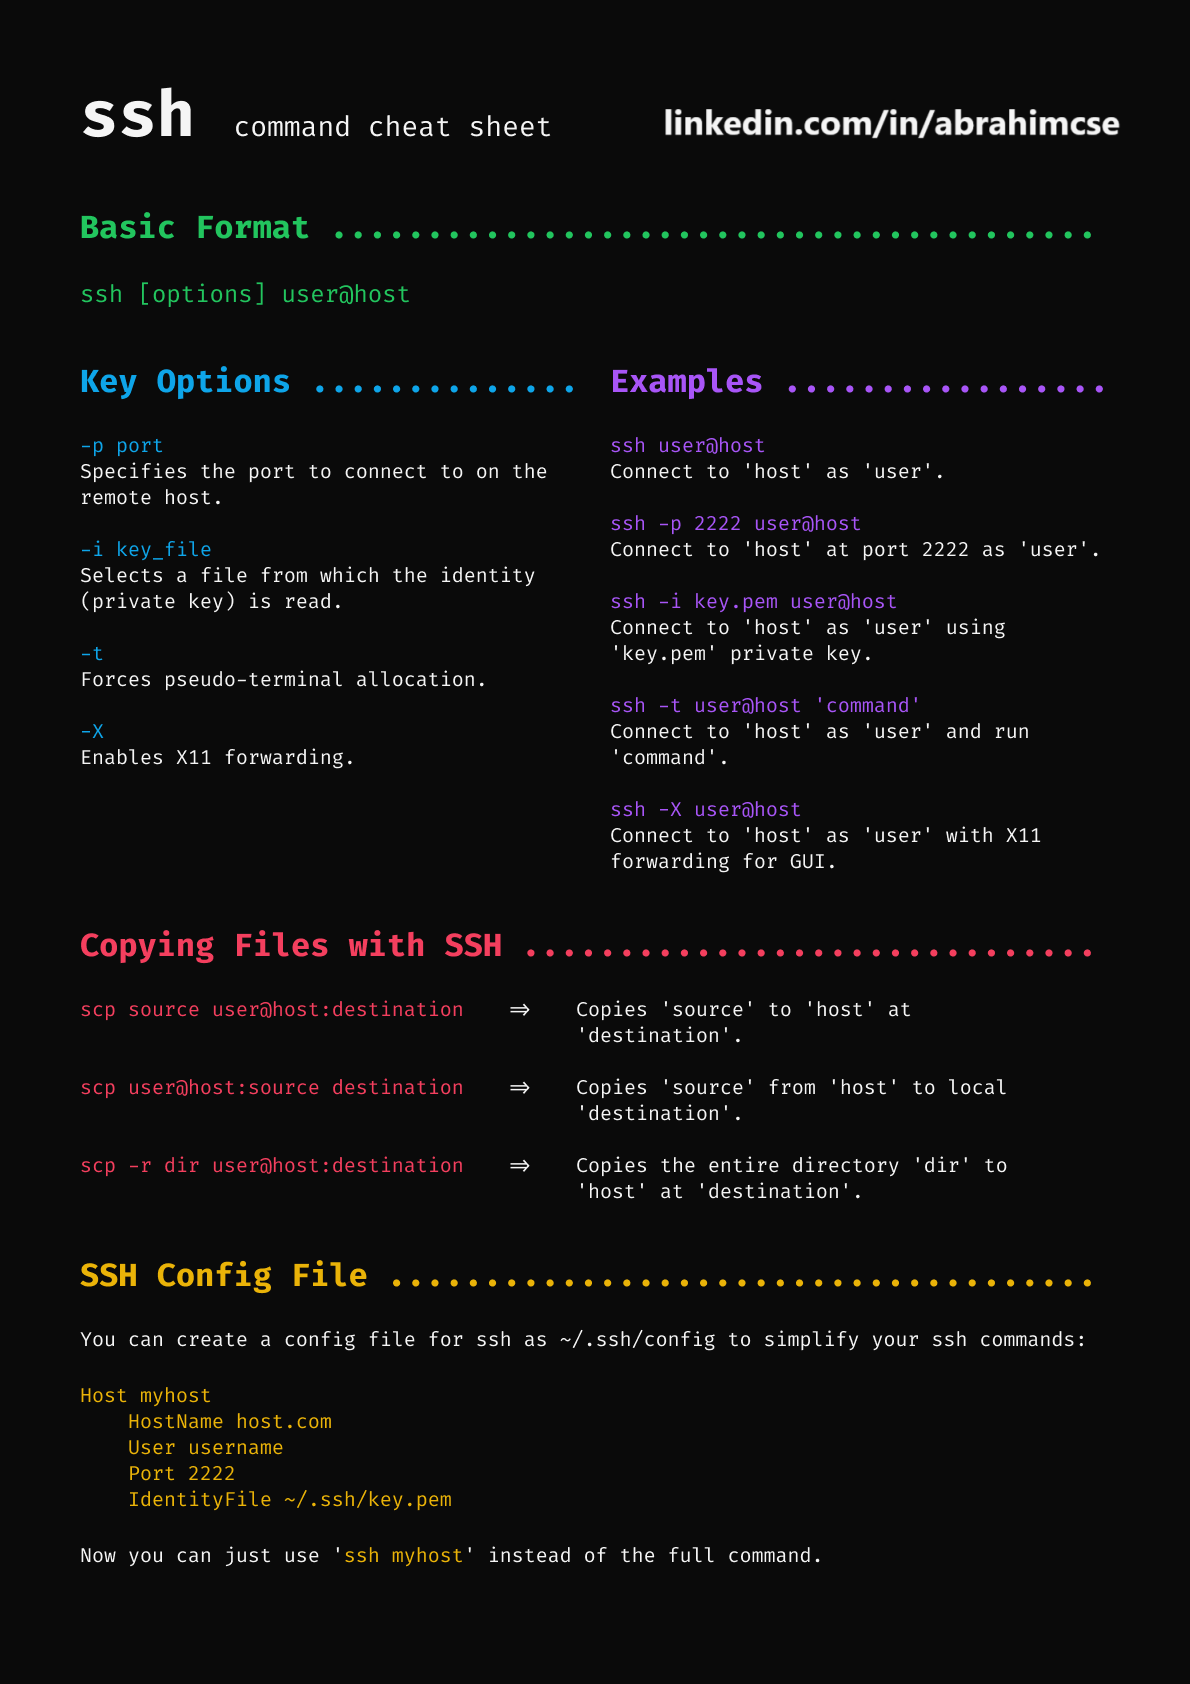 ssh command cheat sheet
linkedin.com/in/abrahimcse
Basic Format ........................................
ssh [options] user@host
Key Options ..............
-p port
Specifies the port to connect to on the
remote host.
-i key_file
Selects a file from which the identity
(private key) is read.
-t
Forces pseudo-terminal allocation.
-X
Enables X11 forwarding.
Examples .................
ssh user@host
Connect to 'host' as 'user'.
ssh -p 2222 user@host
Connect to 'host' at port 2222 as 'user'.
ssh -i key.pem user@host
Connect to 'host' as 'user' using
'key.pem' private key.
ssh -t user@host 'command'
Connect to 'host' as 'user' and run
'command'.
ssh -X user@host
Connect to 'host' as 'user' with X11
forwarding for GUI.
Copying Files with SSH ..............................
scp source user@host:destination ⇒ Copies 'source' to 'host' at
'destination'.
scp user@host:source destination ⇒ Copies 'source' from 'host' to local
'destination'.
scp -r dir user@host:destination ⇒ Copies the entire directory 'dir' to
'host' at 'destination'.
SSH Config File .....................................
You can create a config file for ssh as ~/.ssh/config to simplify your ssh commands:
Host myhost
HostName host.com
User username
Port 2222
IdentityFile ~/.ssh/key.pem
Now you can just use 'ssh myhost' instead of the full command.